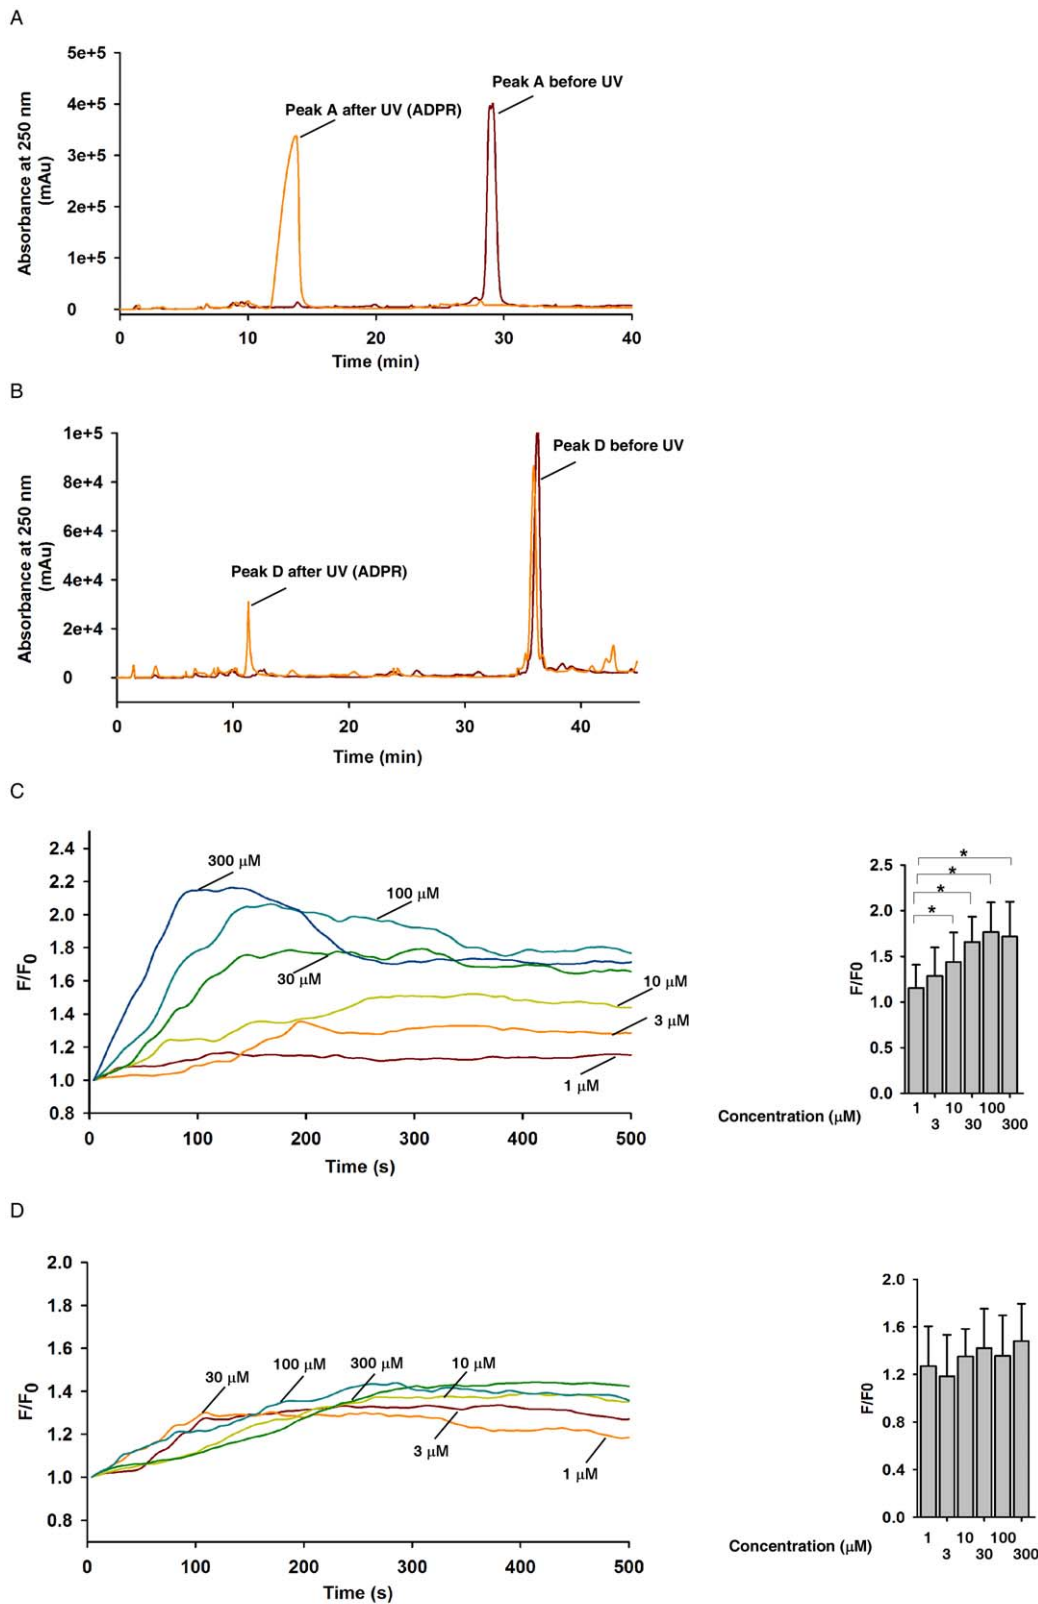 A
5e+5
4e+5
3e+5
2e+5
1e+5
0
Absorbance at 250 nm
(mAu)
Peak A after UV (ADPR)
Peak A before UV
0 10 20 30 40
Time (min)
B
1e+5
8e+4
6e+4
4e+4
2e+4
0
Absorbance at 250 nm
(mAu)
Peak D before UV
Peak D after UV (ADPR)
0 10 20 30 40
Time (min)
C
2.4
2.2
2.0
1.8
1.6
1.4
1.2
1.0
0.8
F/F0
300 μM
100 μM
30 μM
10 μM
3 μM
1 μM
0 100 200 300 400 500
Time (s)
2.5
2.0
1.5
1.0
0.5
0.0
F/F0
*
*
*
*
1 10 100
3 30 300
Concentration (μM)
D
2.0
1.8
1.6
1.4
1.2
1.0
0.8
F/F0
30 μM
100 μM
300 μM
10 μM
3 μM
1 μM
0 100 200 300 400 500
Time (s)
2.0
1.6
1.2
0.8
0.4
0.0
F/F0
1 10 100
3 30 300
Concentration (μM)